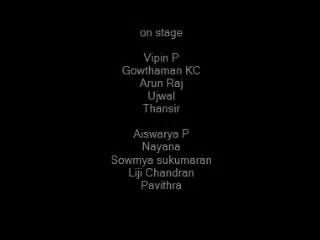 on stage
Vipin P
Gowthaman KC
Arun Raj
Ujwal
Thansir
Aiswarya P
Nayana
Sowmya sukumaran
Liji Chandran
Pavithra